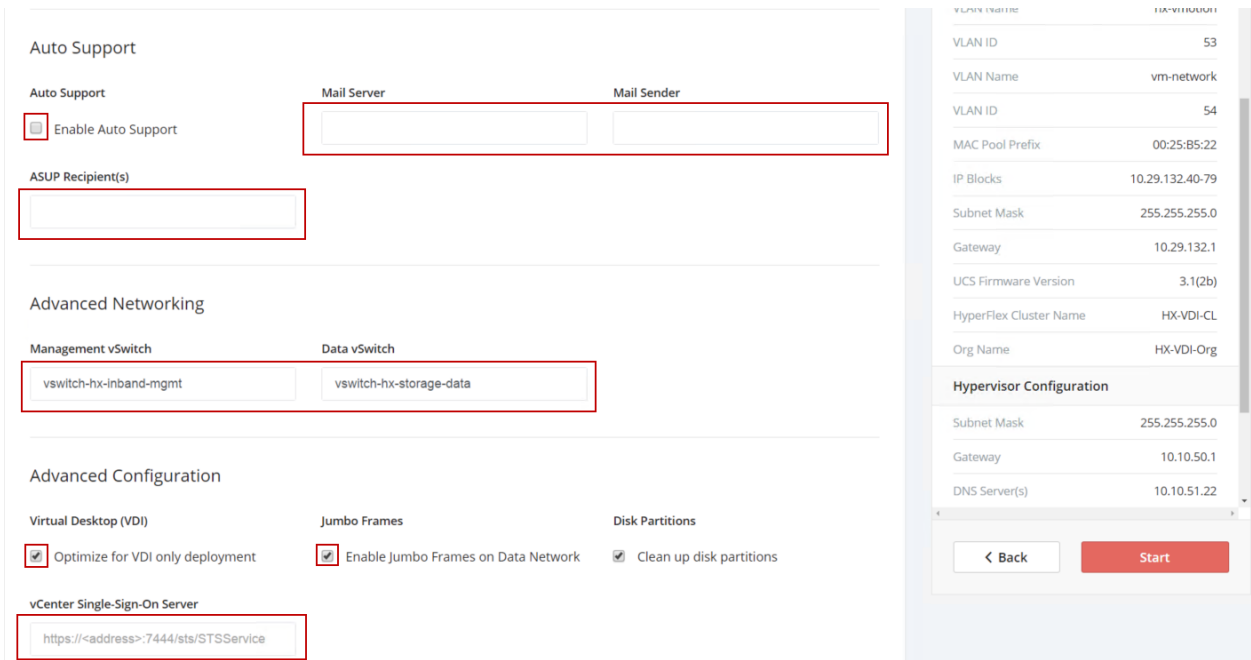 Auto Support
Auto Support
Mail Server
Mail Sender
Enable Auto Support
ASUP Recipient(s)
Advanced Networking
Management vSwitch
Data vSwitch
vswitch-hx-inband-mgmt
vswitch-hx-storage-data
Advanced Configuration
Virtual Desktop (VDI)
Jumbo Frames
Disk Partitions
Optimize for VDI only deployment
Enable Jumbo Frames on Data Network
Clean up disk partitions
vCenter Single-Sign-On Server
https://<address>:7444/sts/STSService
VLAN Name hx-vmotion
VLAN ID 53
VLAN Name vm-network
VLAN ID 54
MAC Pool Prefix 00:25:B5:22
IP Blocks 10.29.132.40-79
Subnet Mask 255.255.255.0
Gateway 10.29.132.1
UCS Firmware Version 3.1(2b)
HyperFlex Cluster Name HX-VDI-CL
Org Name HX-VDI-Org
Hypervisor Configuration
Subnet Mask 255.255.255.0
Gateway 10.10.50.1
DNS Server(s) 10.10.51.22
< Back
Start